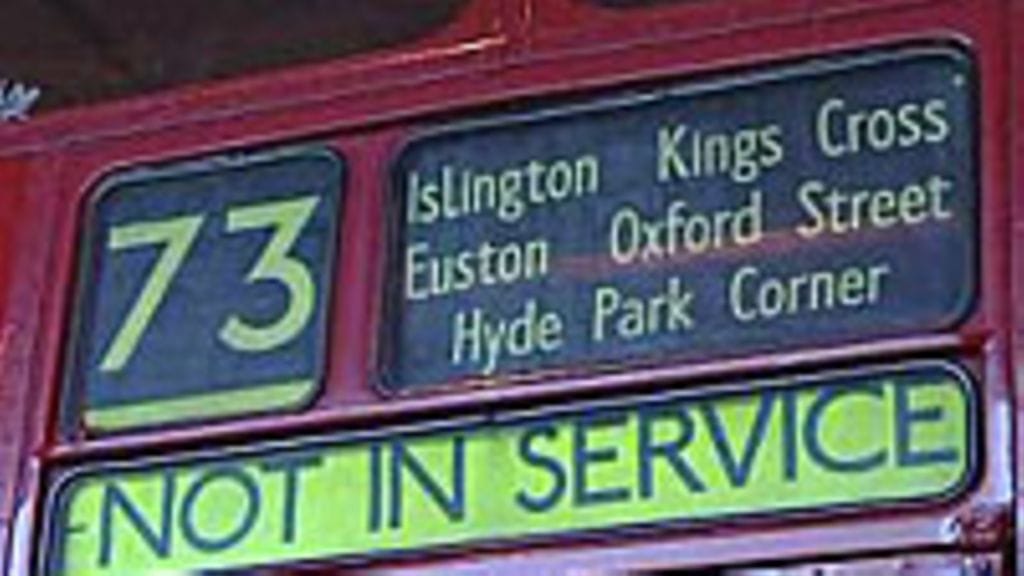 73
Islington Kings Cross
Euston Oxford Street
Hyde Park Corner
NOT IN SERVICE